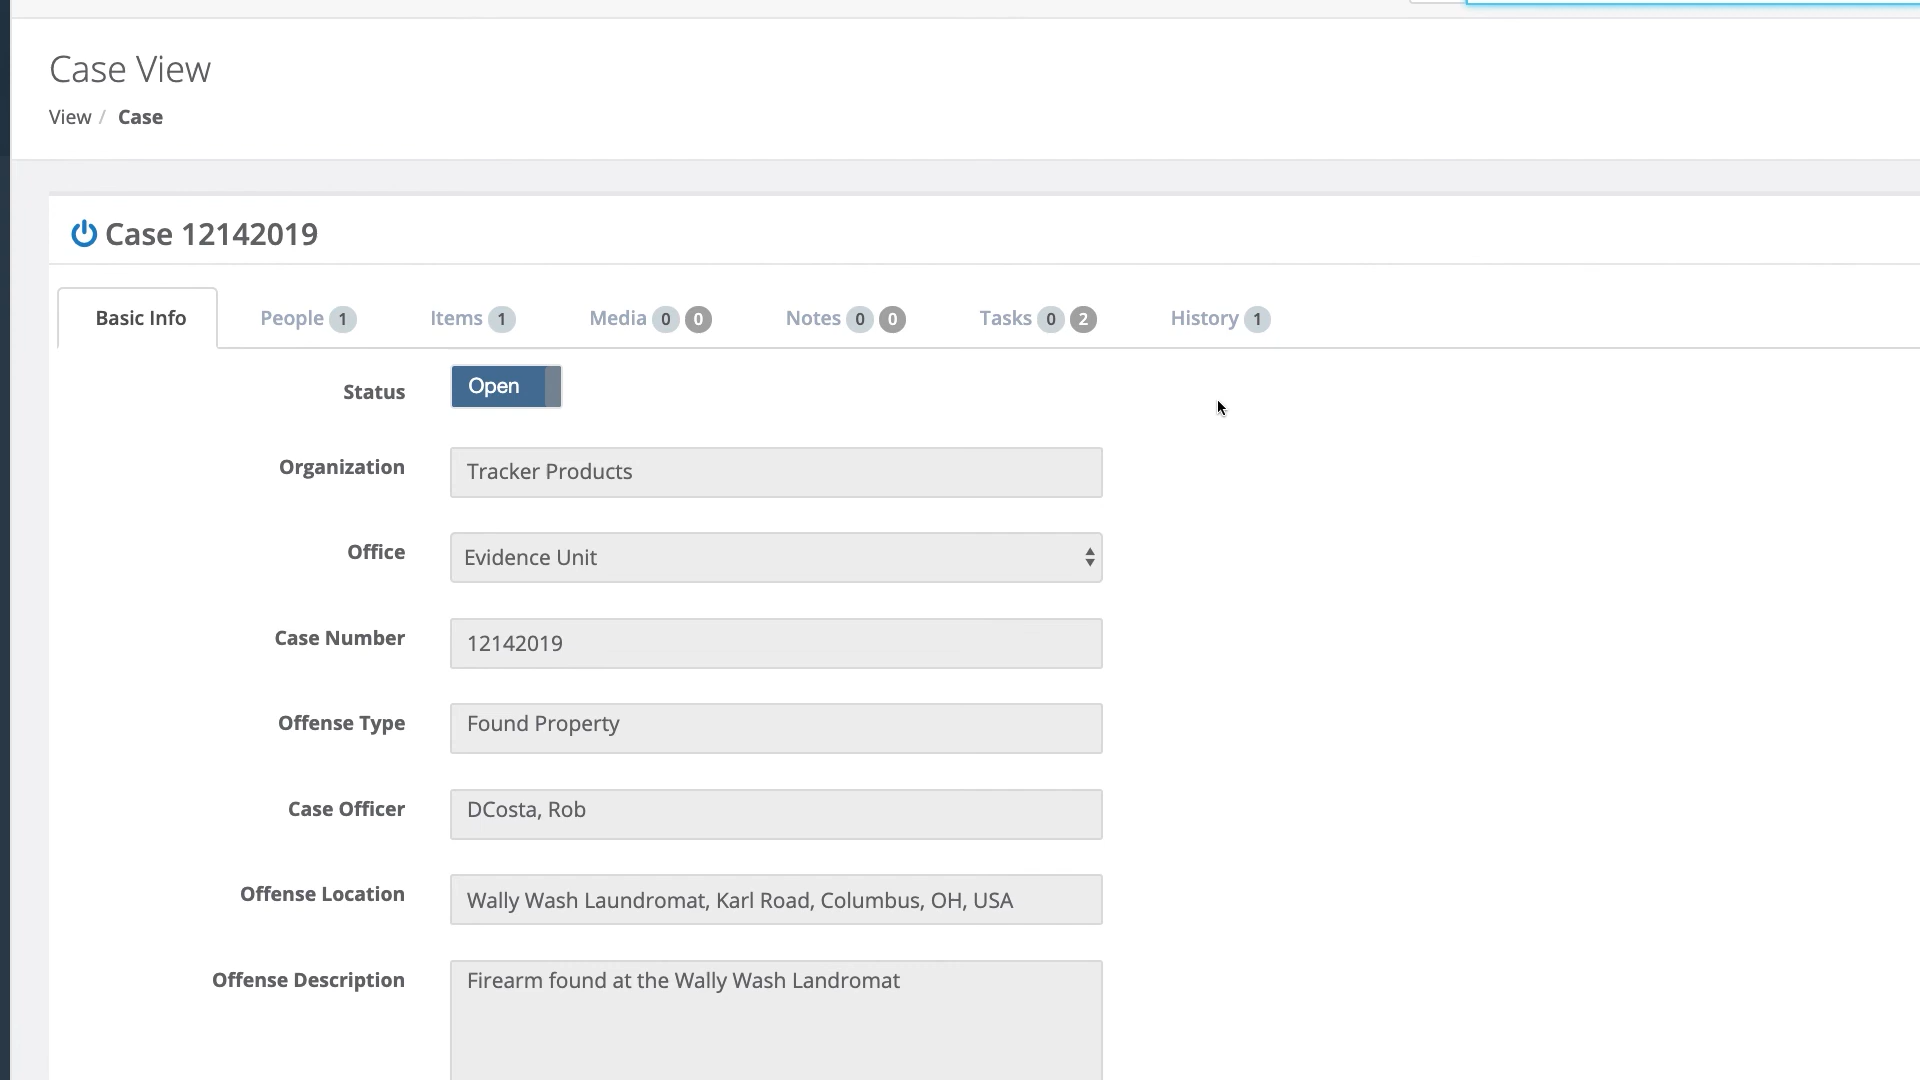 Case View
View / Case
Case 12142019
Basic Info People 1 Items 1 Media 0 0 Notes 0 0 Tasks 0 2 History 1
Status Open
Organization Tracker Products
Office Evidence Unit
Case Number 12142019
Offense Type Found Property
Case Officer DCosta, Rob
Offense Location Wally Wash Laundromat, Karl Road, Columbus, OH, USA
Offense Description Firearm found at the Wally Wash Landromat